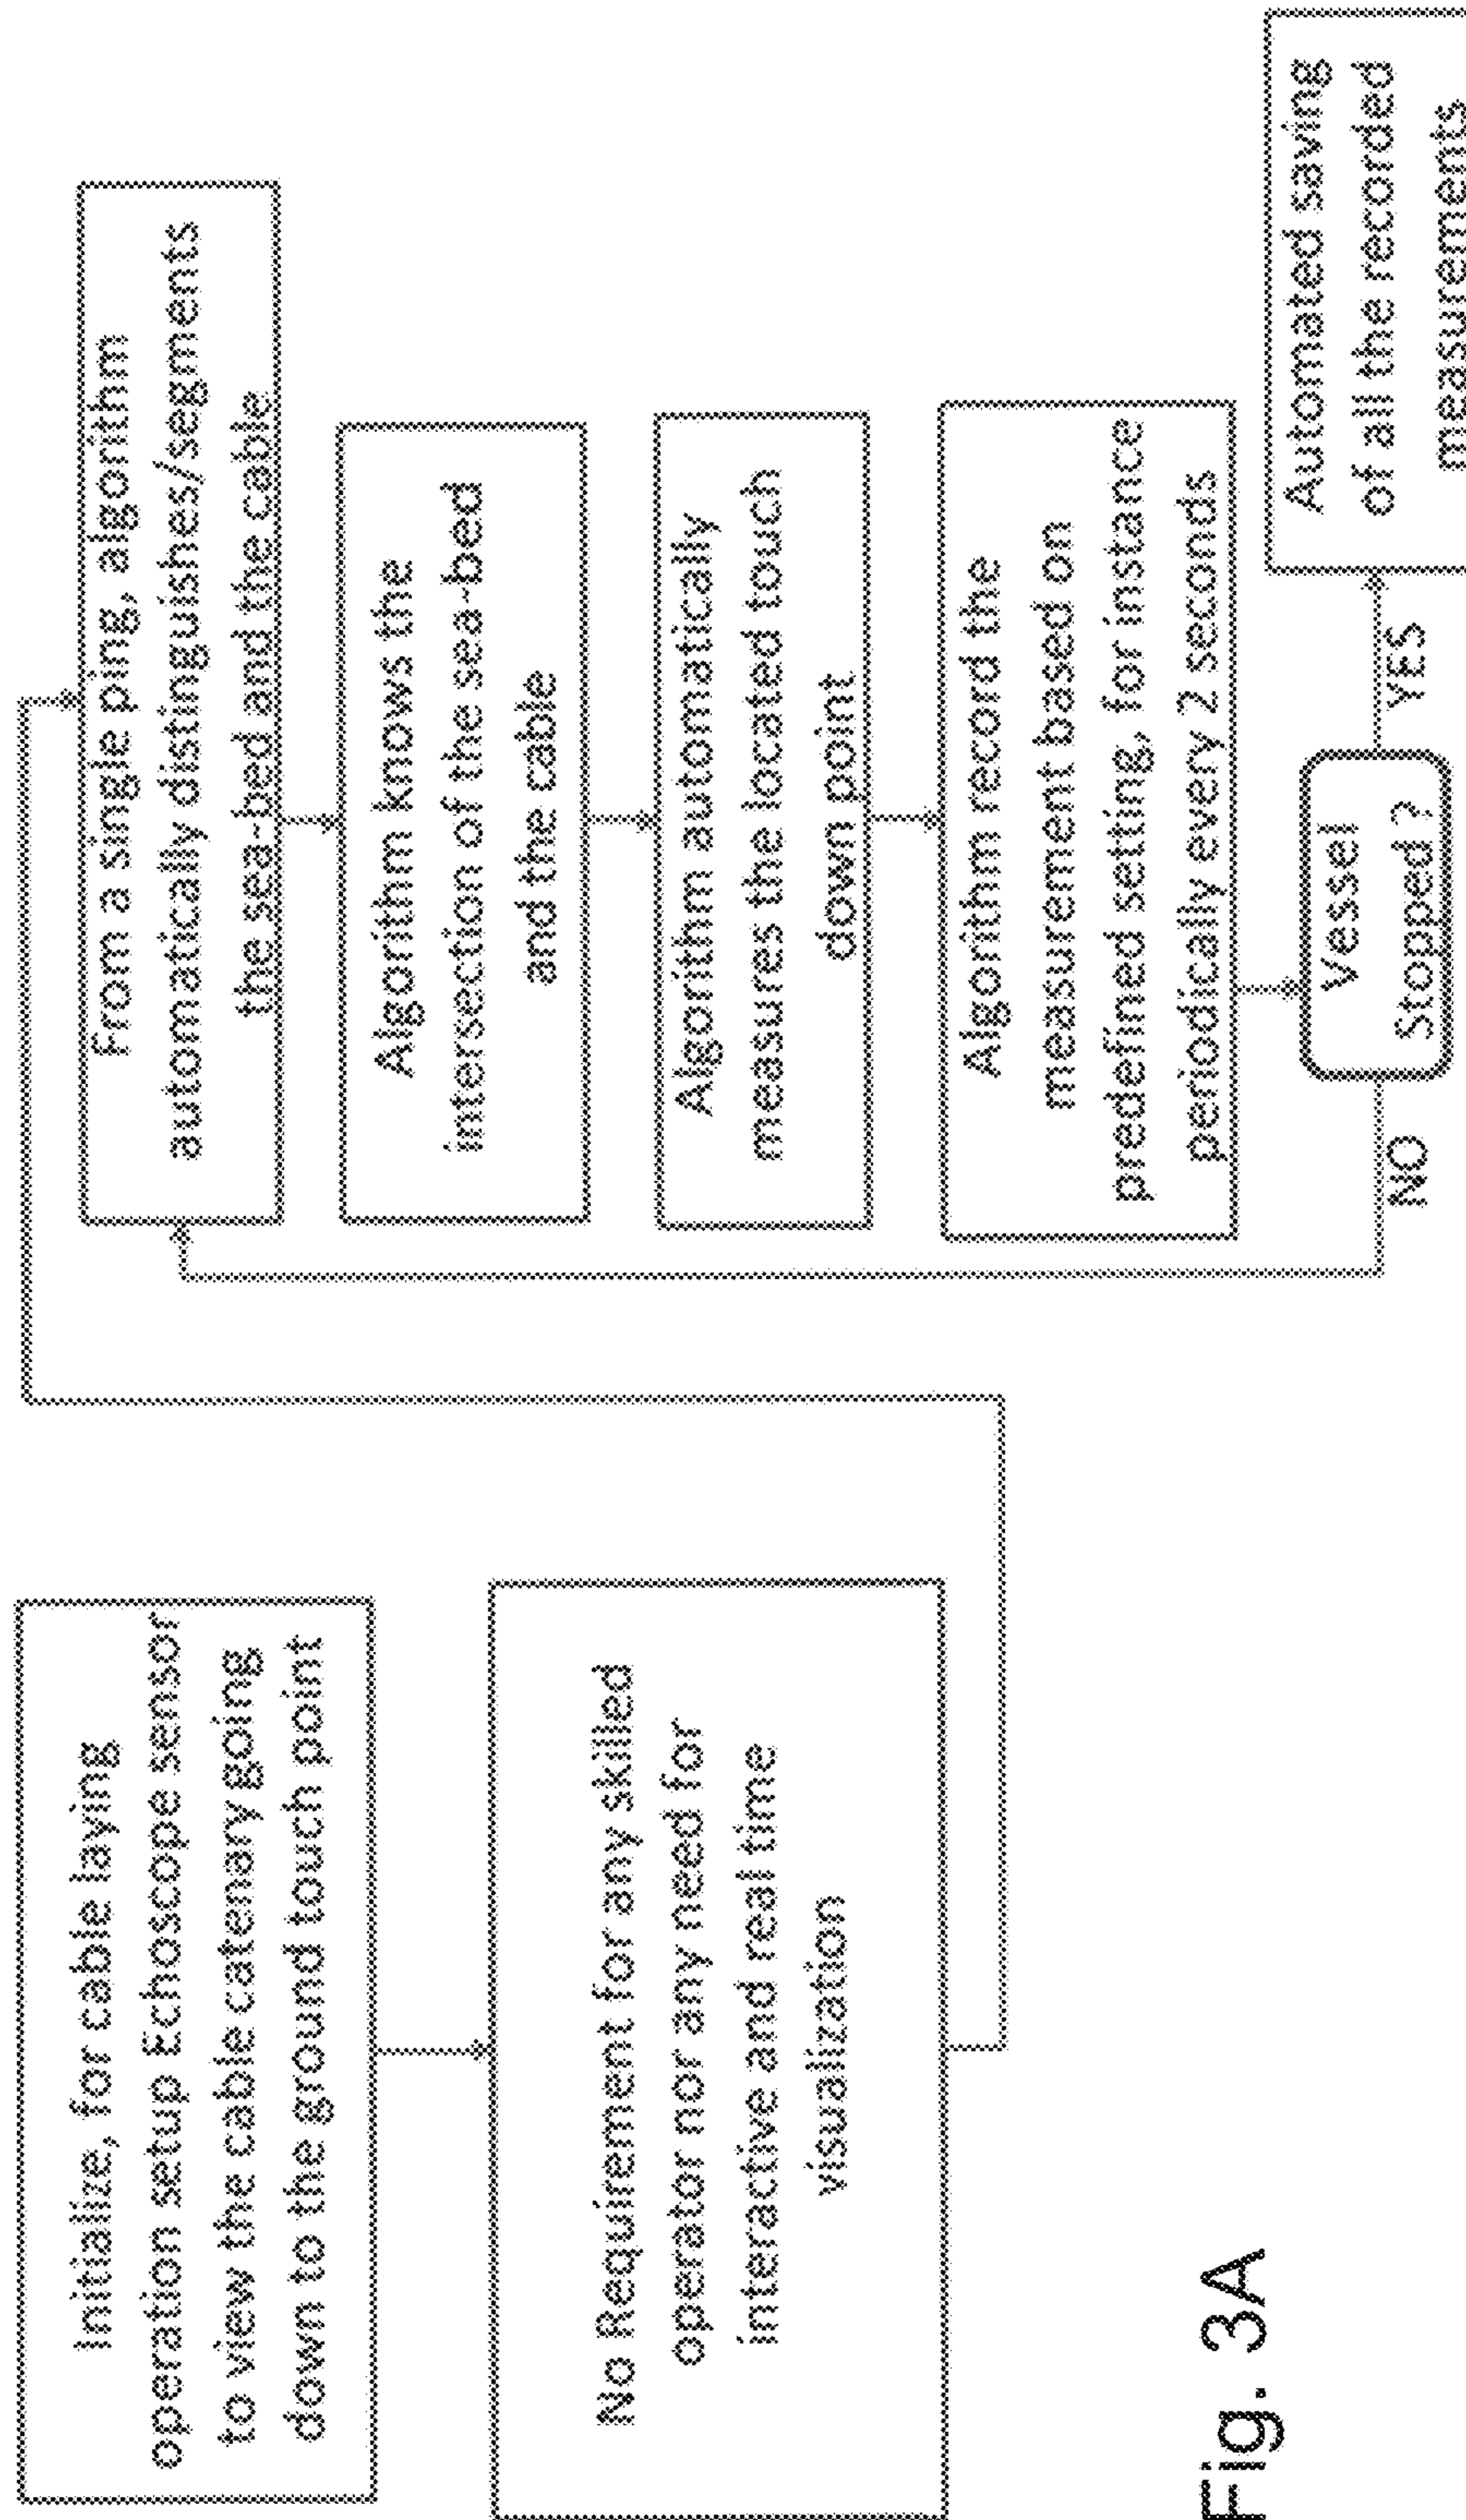 Initialize, for cable laying
operation setup Echoscope sensor
to view the cable catenary going
down to the ground touch point
No Requirement for any skilled
operator nor any need for
interactive and real time
visualization
From a single ping, algorithm
automatically distinguishes/segments
the sea-bed and the cable
Algorithm knows the
intersection of the sea-bed
and the cable
Algorithm automatically
measures the located touch
down point
Algorithm record the
measurement based on
predefined setting, for instance
periodically every 2 seconds
Vessel
Stopped ?
NO
YES
Automated saving
of all the recorded
measurements
Fig. 3A